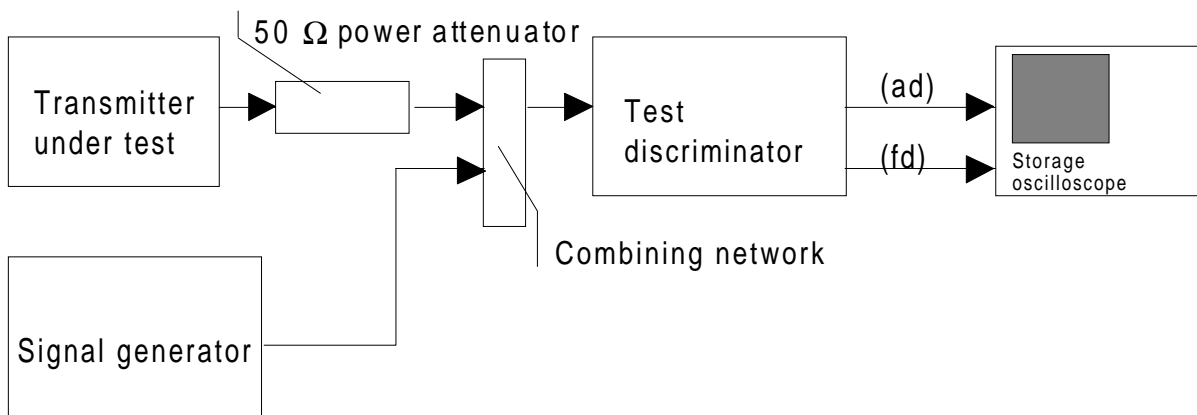 50 Ω power attenuator
Transmitter
under test
Test
discriminator
(ad)
(fd)
Storage
oscilloscope
Combining network
Signal generator